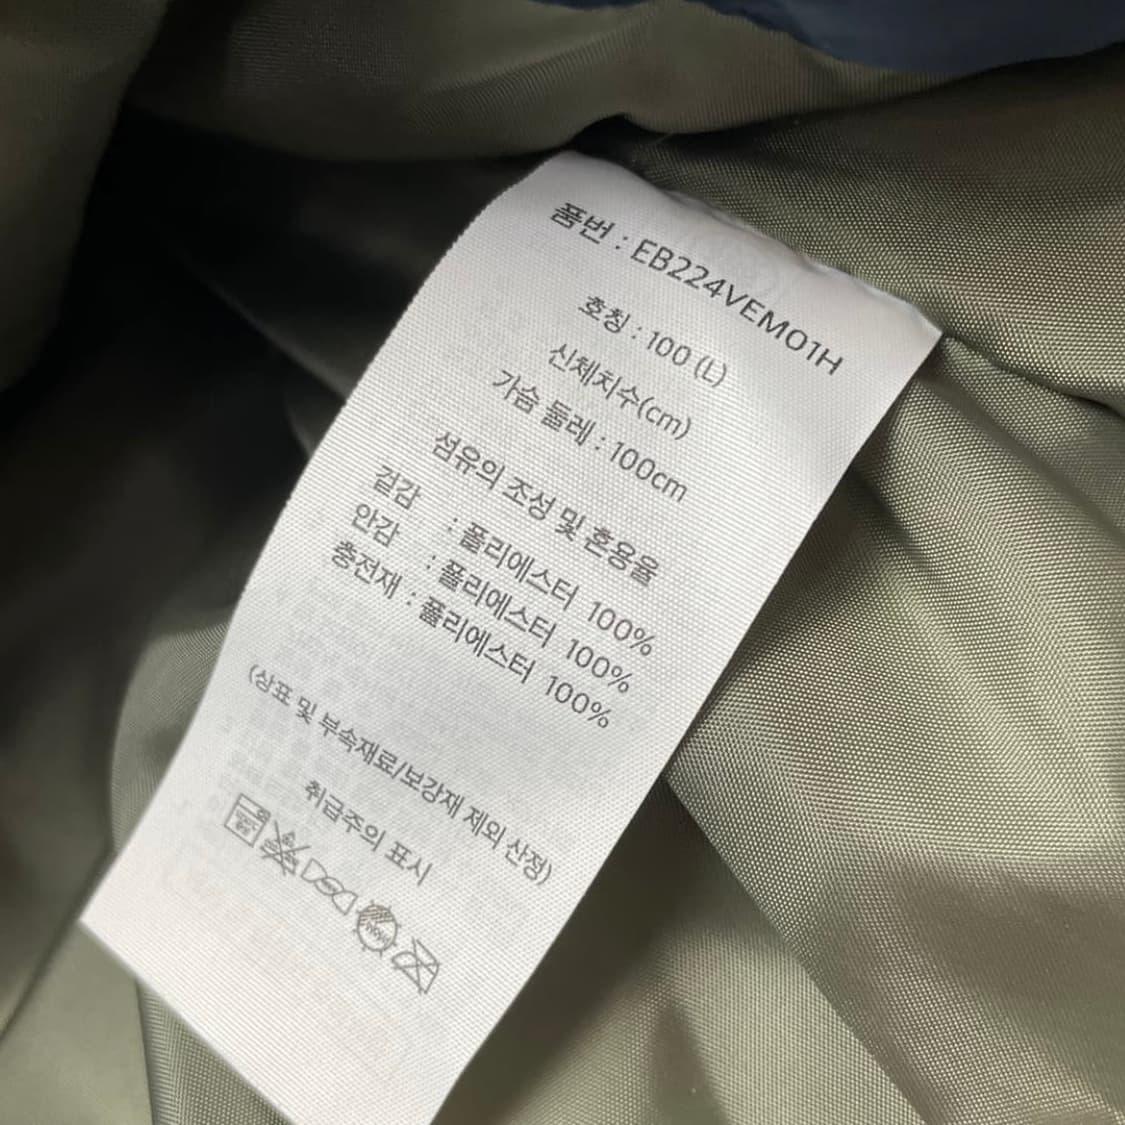 품번 : EB224VEM01H
호칭 : 100 (L)
신체치수(cm)
가슴 둘레 : 100cm
섬유의 조성 및 혼용율
겉감 : 폴리에스터 100%
안감 : 폴리에스터 100%
충전재 : 폴리에스터 100%
(상표 및 부속재료/보강재 제외 산정)
취급주의 표시